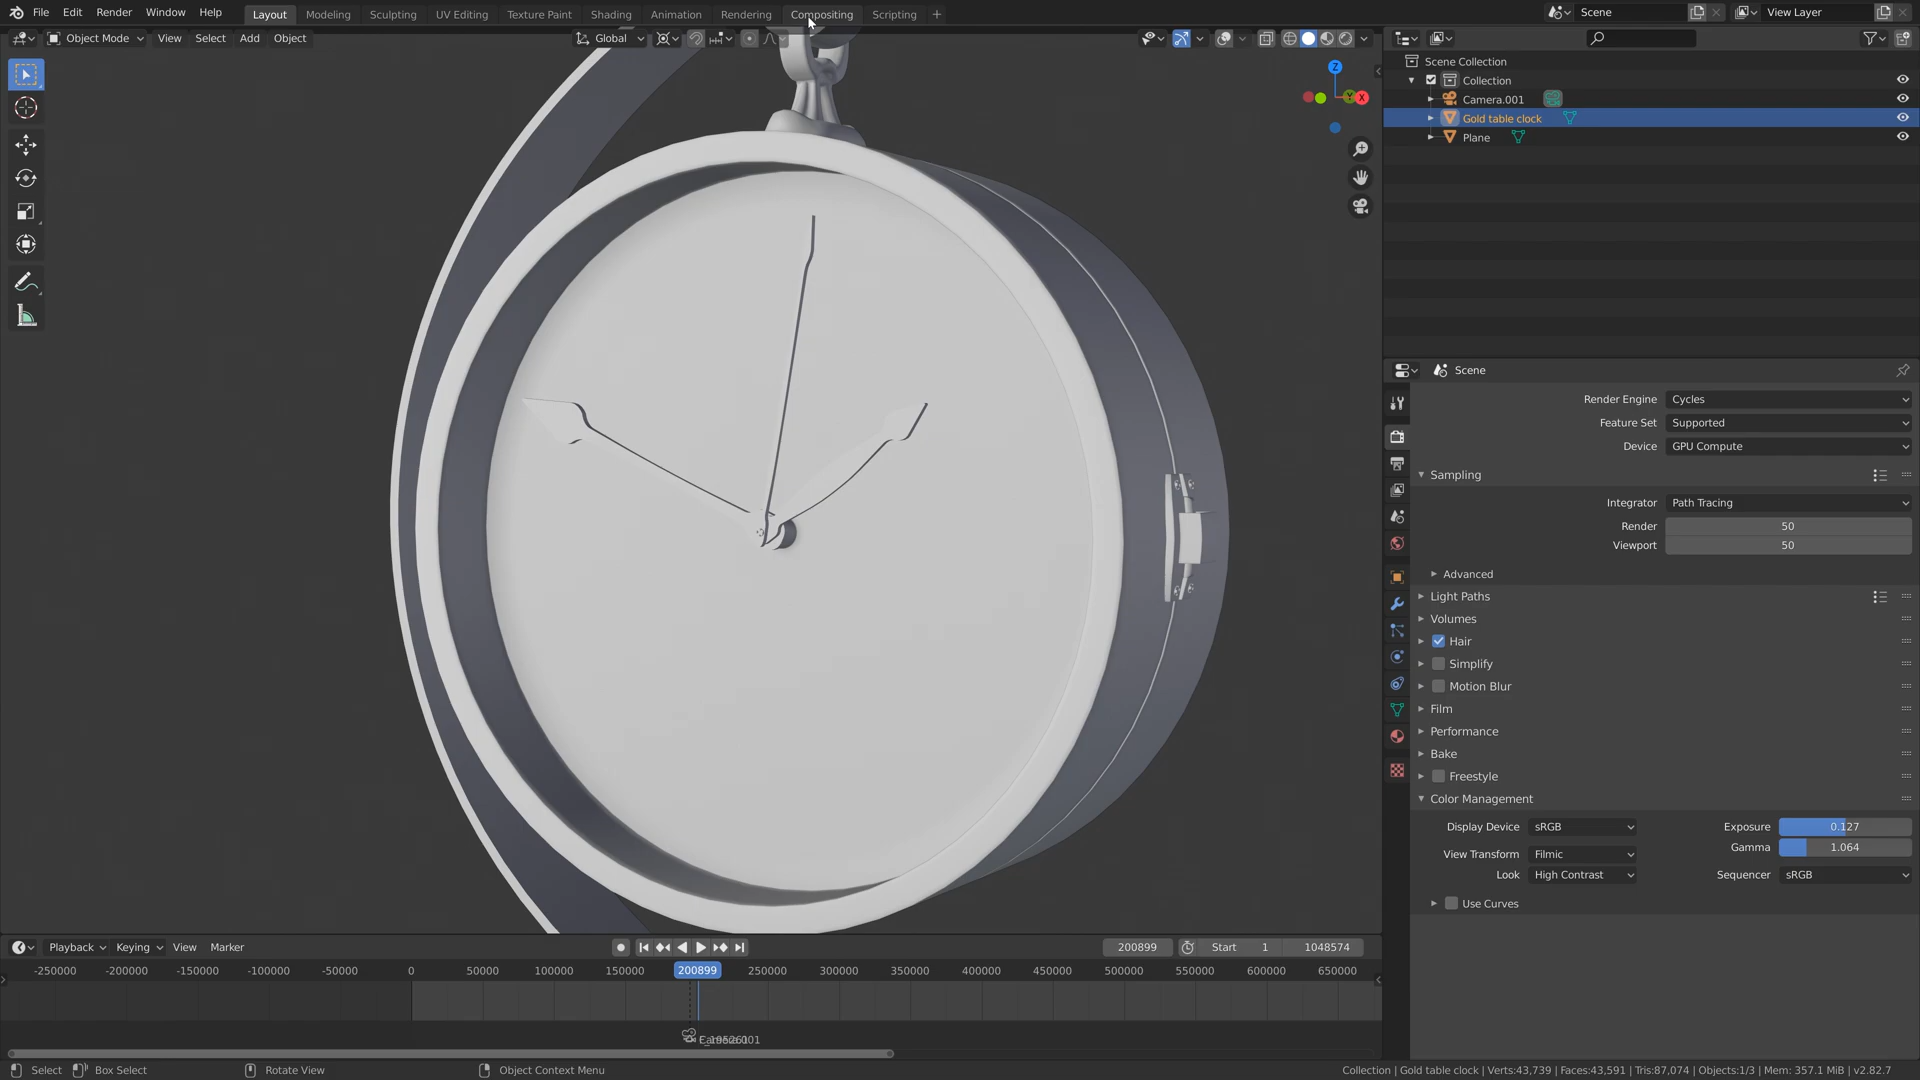 File Edit Render Window Help Layout Modeling Sculpting UV Editing Texture Paint Shading Animation Rendering Compositing Scripting + Scene View Layer
Object Mode View Select Add Object Global
Z
Y X
Scene Collection
Collection
Camera.001
Gold table clock
Plane
Scene
Render Engine Cycles
Feature Set Supported
Device GPU Compute
Sampling
Integrator Path Tracing
Render 50
Viewport 50
Advanced
Light Paths
Volumes
Hair
Simplify
Motion Blur
Film
Performance
Bake
Freestyle
Color Management
Display Device sRGB Exposure 0.127
Gamma 1.064
View Transform Filmic
Look High Contrast Sequencer sRGB
Use Curves
Playback Keying View Marker 200899 Start 1 1048574
-250000 -200000 -150000 -100000 -50000 0 50000 100000 150000 200899 250000 300000 350000 400000 450000 500000 550000 600000 650000
Select Box Select Rotate View Object Context Menu Collection | Gold table clock | Verts:43,739 | Faces:43,591 | Tris:87,074 | Objects:1/3 | Mem: 357.1 MiB | v2.82.7